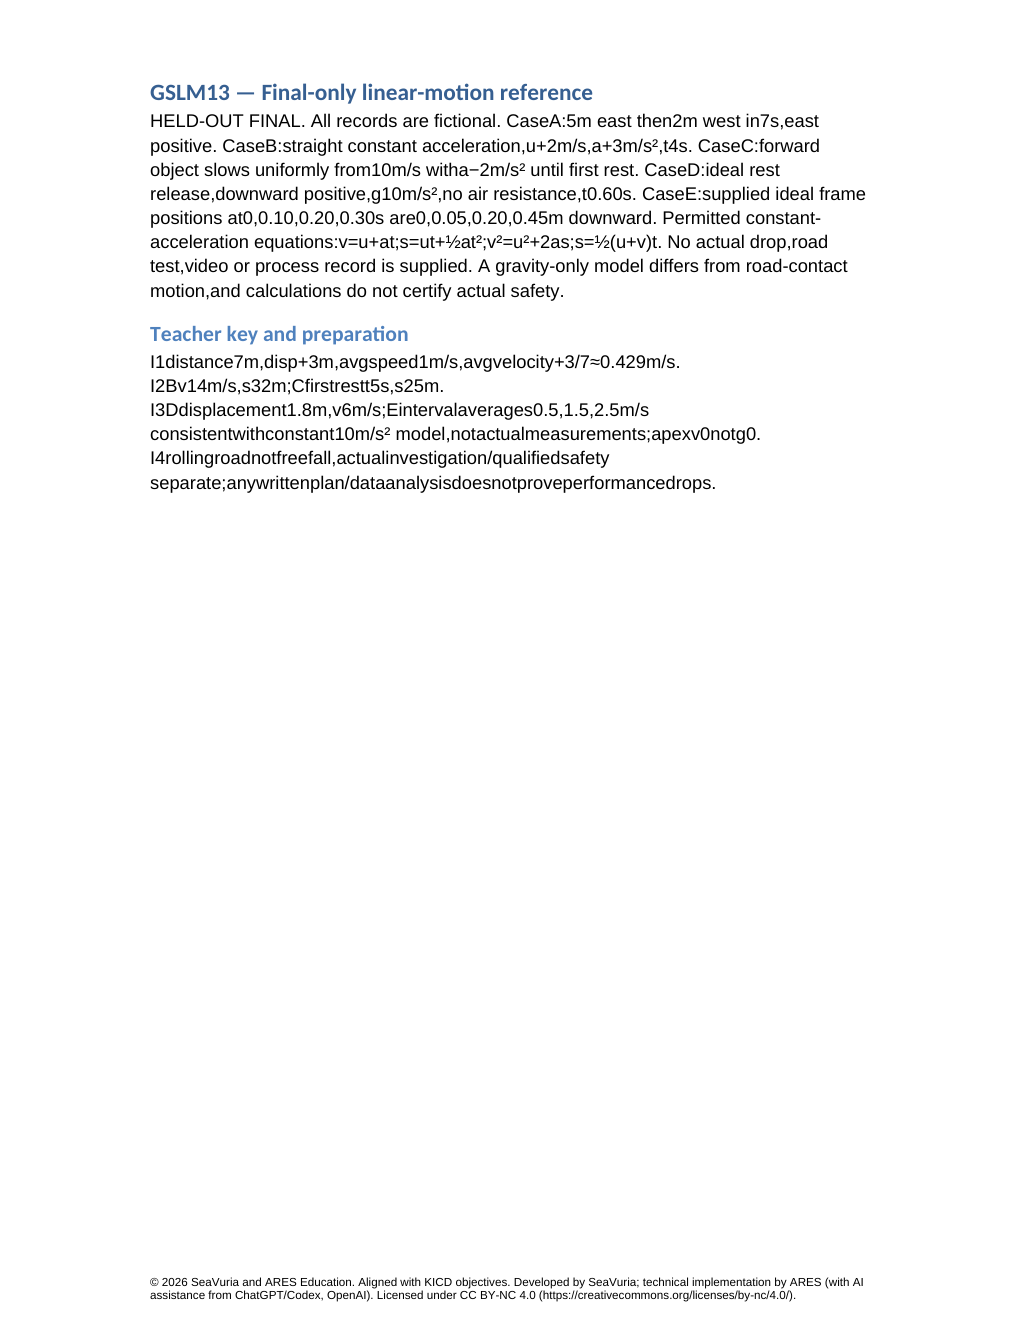 GSLM13 — Final-only linear-motion reference
HELD-OUT FINAL. All records are fictional. CaseA:5m east then2m west in7s,east
positive. CaseB:straight constant acceleration,u+2m/s,a+3m/s²,t4s. CaseC:forward
object slows uniformly from10m/s witha−2m/s² until first rest. CaseD:ideal rest
release,downward positive,g10m/s²,no air resistance,t0.60s. CaseE:supplied ideal frame
positions at0,0.10,0.20,0.30s are0,0.05,0.20,0.45m downward. Permitted constant-
acceleration equations:v=u+at;s=ut+½at²;v²=u²+2as;s=½(u+v)t. No actual drop,road
test,video or process record is supplied. A gravity-only model differs from road-contact
motion,and calculations do not certify actual safety.
Teacher key and preparation
I1distance7m,disp+3m,avgspeed1m/s,avgvelocity+3/7≈0.429m/s.
I2Bv14m/s,s32m;Cfirstrestt5s,s25m.
I3Ddisplacement1.8m,v6m/s;Eintervalaverages0.5,1.5,2.5m/s
consistentwithconstant10m/s² model,notactualmeasurements;apexv0notg0.
I4rollingroadnotfreefall,actualinvestigation/qualifiedsafety
separate;anywrittenplan/dataanalysisdoesnotproveperformancedrops.
© 2026 SeaVuria and ARES Education. Aligned with KICD objectives. Developed by SeaVuria; technical implementation by ARES (with AI
assistance from ChatGPT/Codex, OpenAI). Licensed under CC BY-NC 4.0 (https://creativecommons.org/licenses/by-nc/4.0/).